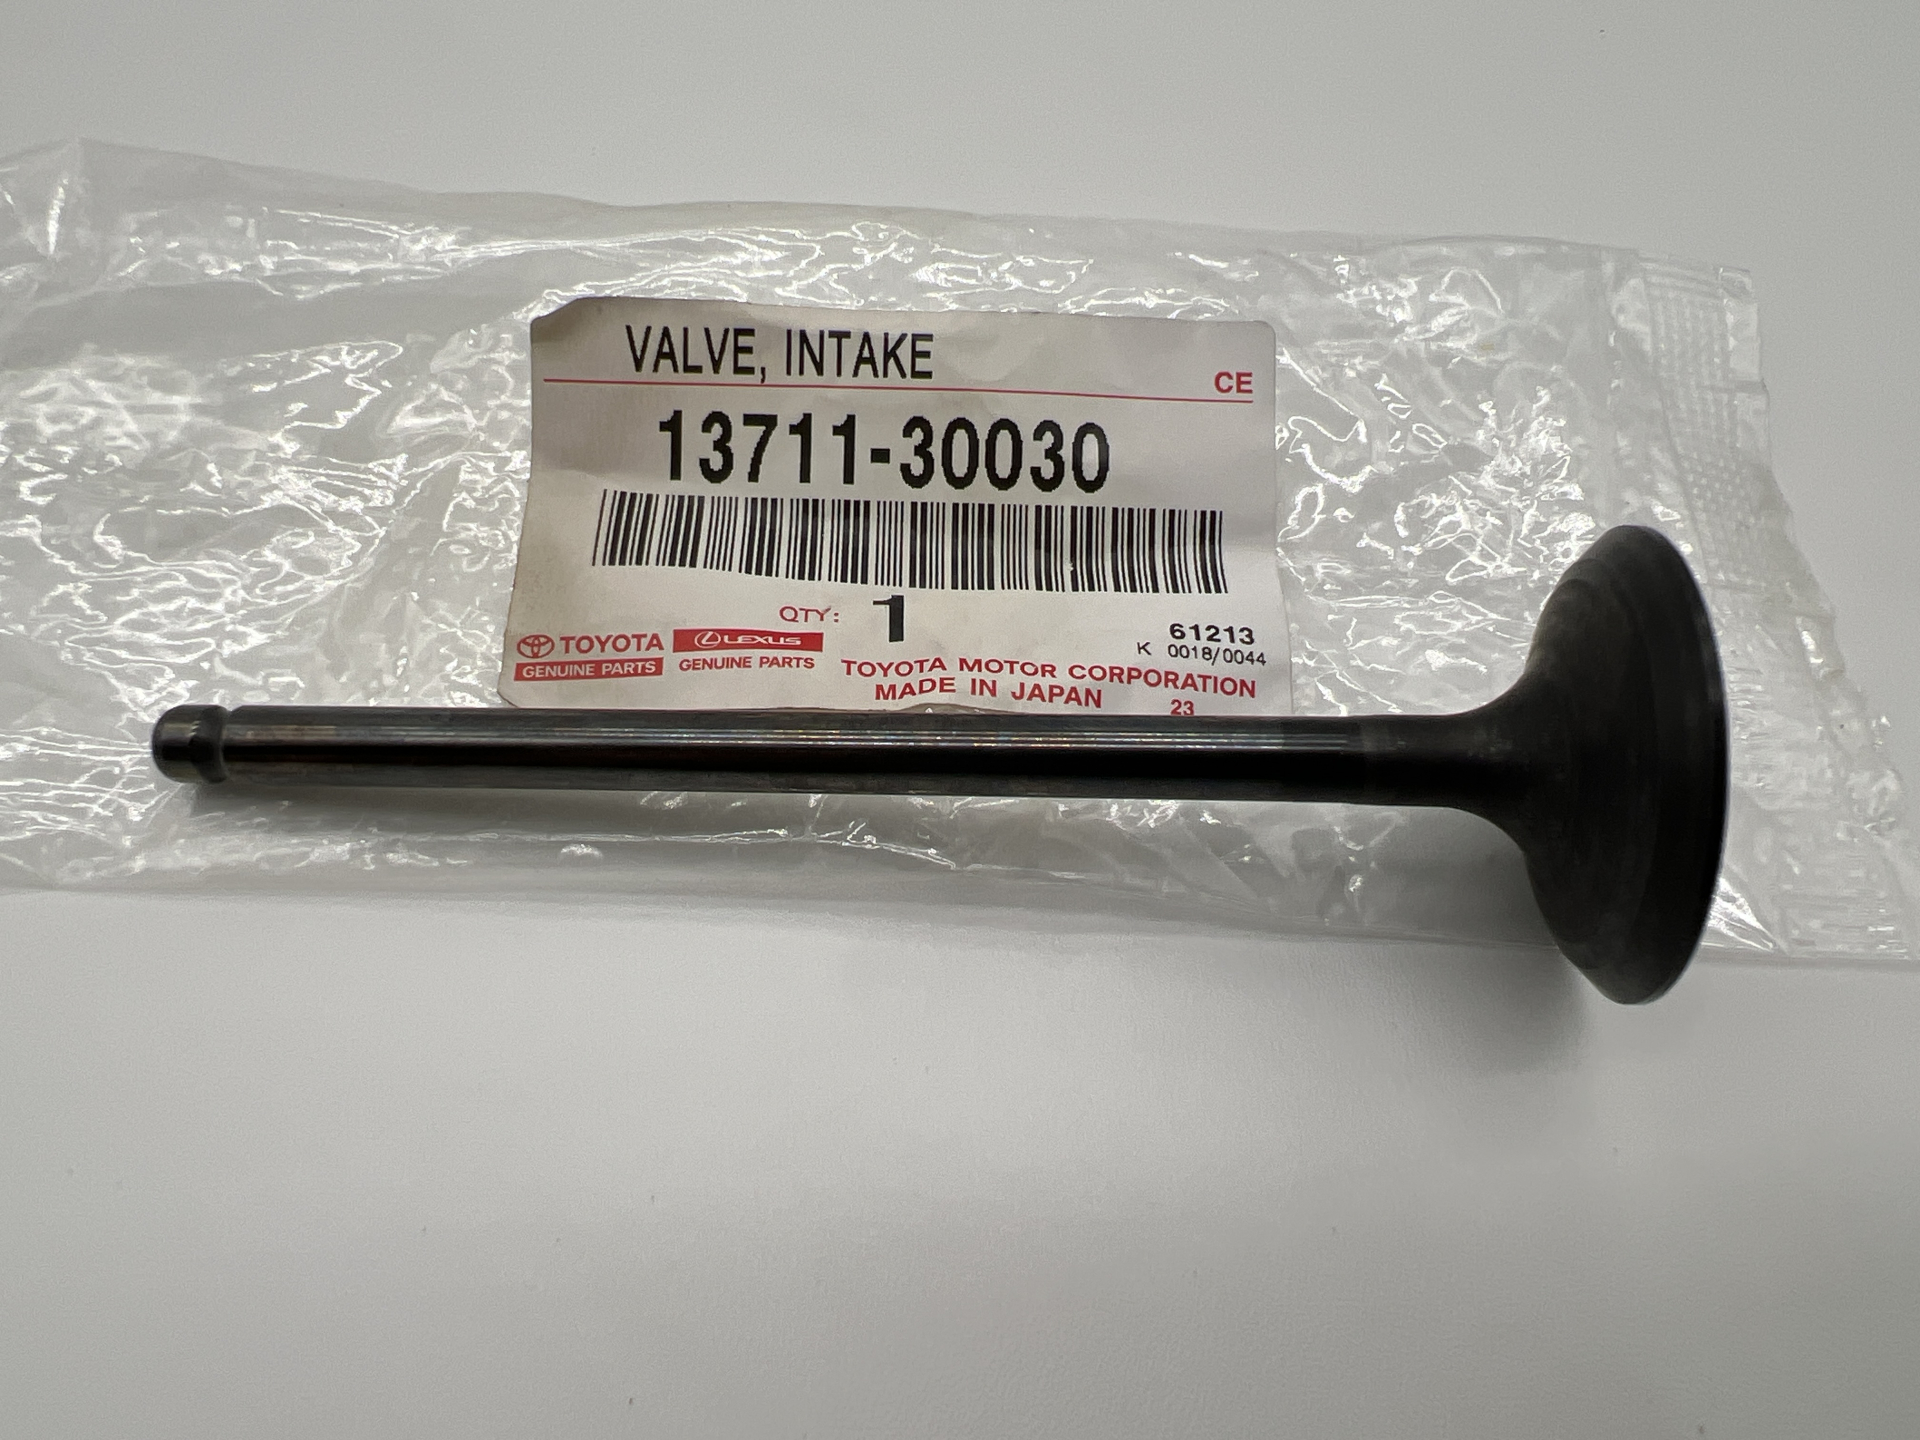 VALVE, INTAKE
CE
13711-30030
QTY: 1
TOYOTA
GENUINE PARTS
LEXUS
GENUINE PARTS
61213
K 0018/0044
TOYOTA MOTOR CORPORATION
MADE IN JAPAN
23